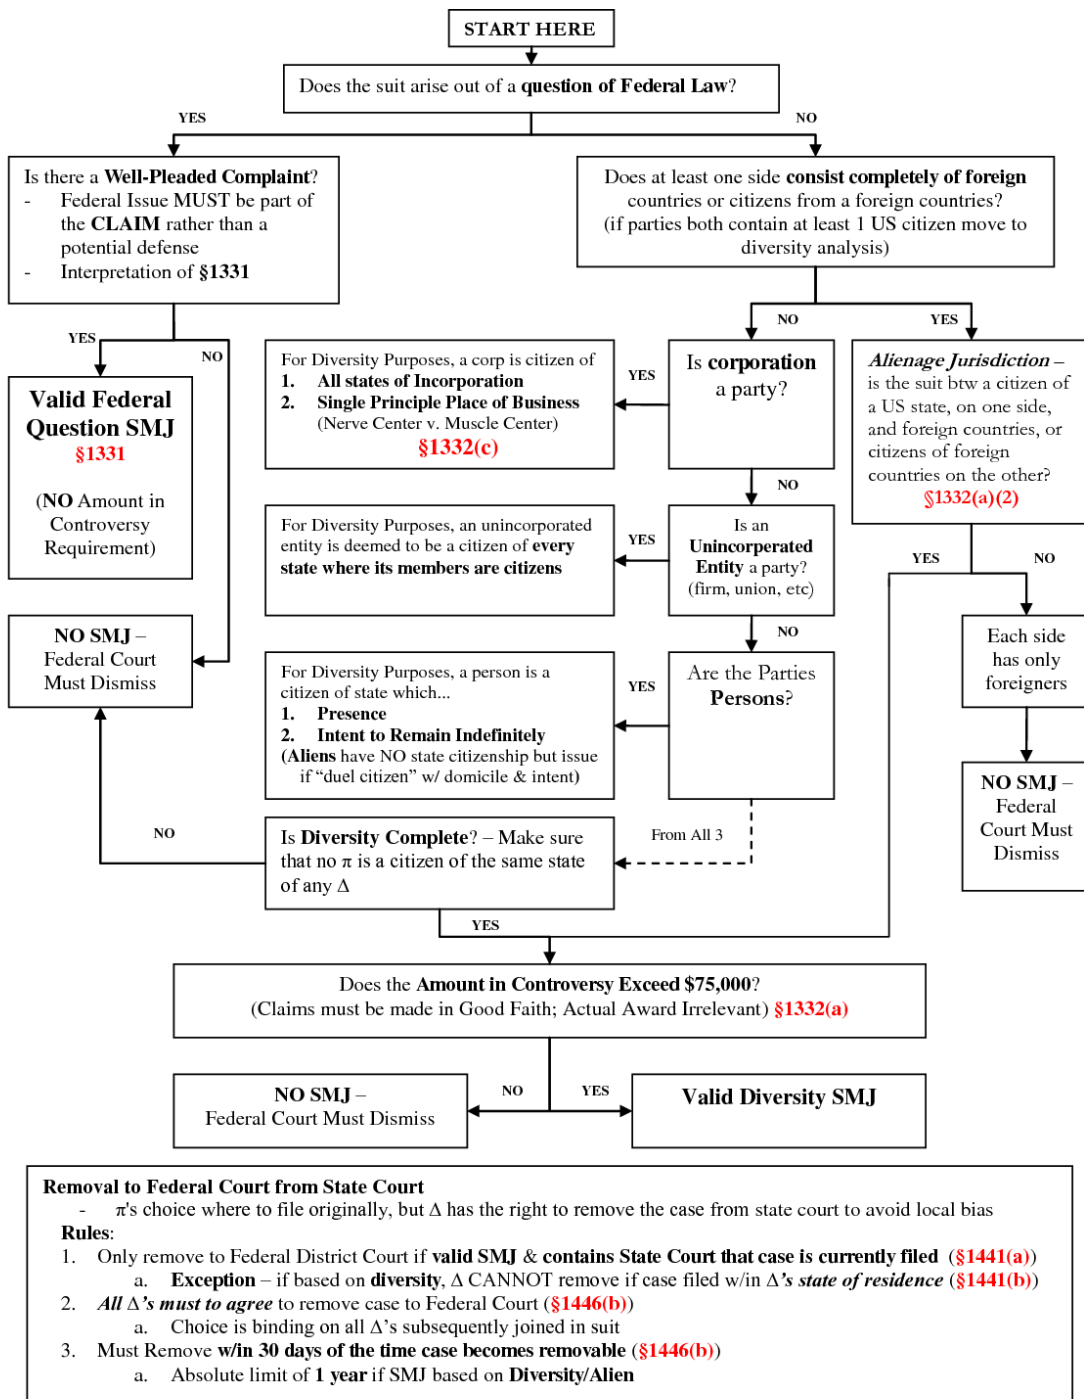 START HERE
Does the suit arise out of a question of Federal Law?
YES
NO
Is there a Well-Pleaded Complaint?
- Federal Issue MUST be part of
the CLAIM rather than a
potential defense
- Interpretation of §1331
Does at least one side consist completely of foreign
countries or citizens from a foreign countries?
(if parties both contain at least 1 US citizen move to
diversity analysis)
YES
NO
NO
YES
Valid Federal
Question SMJ
§1331
(NO Amount in
Controversy
Requirement)
For Diversity Purposes, a corp is citizen of
1. All states of Incorporation
2. Single Principle Place of Business
(Nerve Center v. Muscle Center)
§1332(c)
YES
Is corporation
a party?
Alienage Jurisdiction –
is the suit btw a citizen of
a US state, on one side,
and foreign countries, or
citizens of foreign
countries on the other?
§1332(a)(2)
NO
For Diversity Purposes, an unincorporated
entity is deemed to be a citizen of every
state where its members are citizens
YES
Is an
Unincorperated
Entity a party?
(firm, union, etc)
YES
NO
NO SMJ –
Federal Court
Must Dismiss
NO
Each side
has only
foreigners
For Diversity Purposes, a person is a
citizen of state which...
1. Presence
2. Intent to Remain Indefinitely
(Aliens have NO state citizenship but issue
if “duel citizen” w/ domicile & intent)
YES
Are the Parties
Persons?
NO SMJ –
Federal
Court Must
Dismiss
NO
Is Diversity Complete? – Make sure
that no π is a citizen of the same state
of any Δ
From All 3
YES
Does the Amount in Controversy Exceed $75,000?
(Claims must be made in Good Faith; Actual Award Irrelevant) §1332(a)
NO SMJ –
Federal Court Must Dismiss
NO
YES
Valid Diversity SMJ
Removal to Federal Court from State Court
- π's choice where to file originally, but Δ has the right to remove the case from state court to avoid local bias
Rules:
1. Only remove to Federal District Court if valid SMJ & contains State Court that case is currently filed (§1441(a))
a. Exception – if based on diversity, Δ CANNOT remove if case filed w/in Δ’s state of residence (§1441(b))
2. All Δ’s must to agree to remove case to Federal Court (§1446(b))
a. Choice is binding on all Δ’s subsequently joined in suit
3. Must Remove w/in 30 days of the time case becomes removable (§1446(b))
a. Absolute limit of 1 year if SMJ based on Diversity/Alien